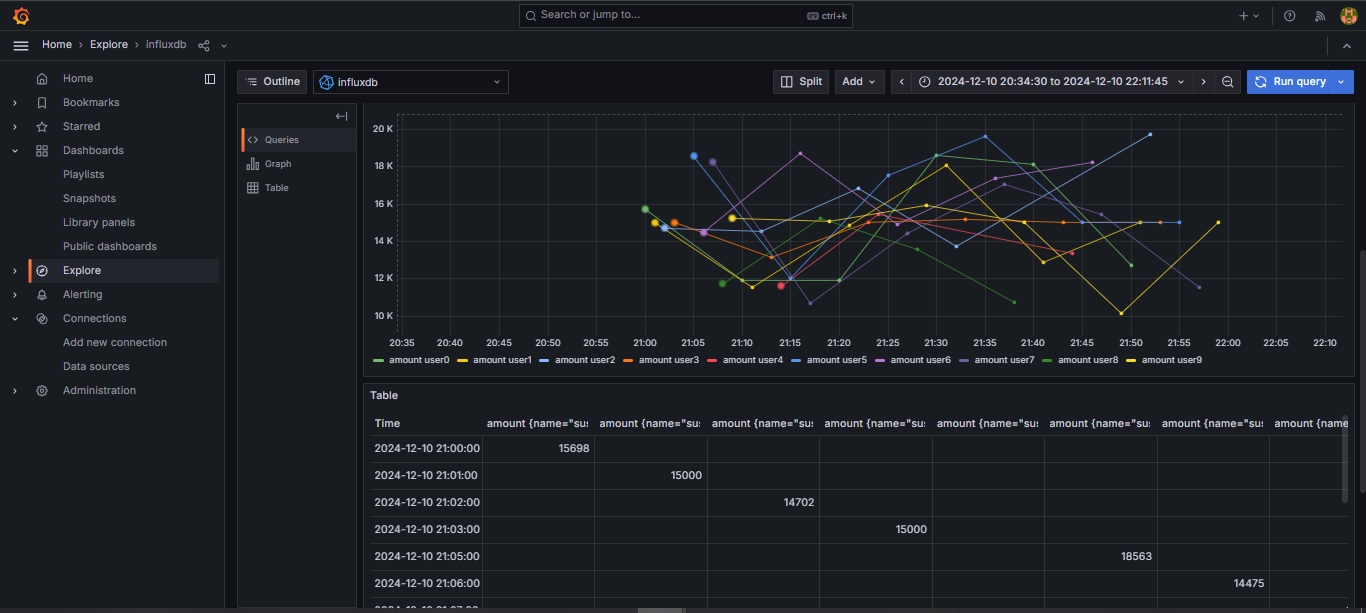 Search or jump to...
ctrl+k
Home › Explore › influxdb
Home
Bookmarks
Starred
Dashboards
Playlists
Snapshots
Library panels
Public dashboards
Explore
Alerting
Connections
Add new connection
Data sources
Administration
Outline
influxdb
Split
Add
2024-12-10 20:34:30 to 2024-12-10 22:11:45
Run query
Queries
Graph
Table
20 K
18 K
16 K
14 K
12 K
10 K
20:35 20:40 20:45 20:50 20:55 21:00 21:05 21:10 21:15 21:20 21:25 21:30 21:35 21:40 21:45 21:50 21:55 22:00 22:05 22:10
amount user0 amount user1 amount user2 amount user3 amount user4 amount user5 amount user6 amount user7 amount user8 amount user9
Table
Time amount {name="su amount {name="su amount {name="su amount {name="su amount {name="su amount {name="su amount {name="su amount {name
2024-12-10 21:00:00 15698
2024-12-10 21:01:00 15000
2024-12-10 21:02:00 14702
2024-12-10 21:03:00 15000
2024-12-10 21:05:00 18563
2024-12-10 21:06:00 14475